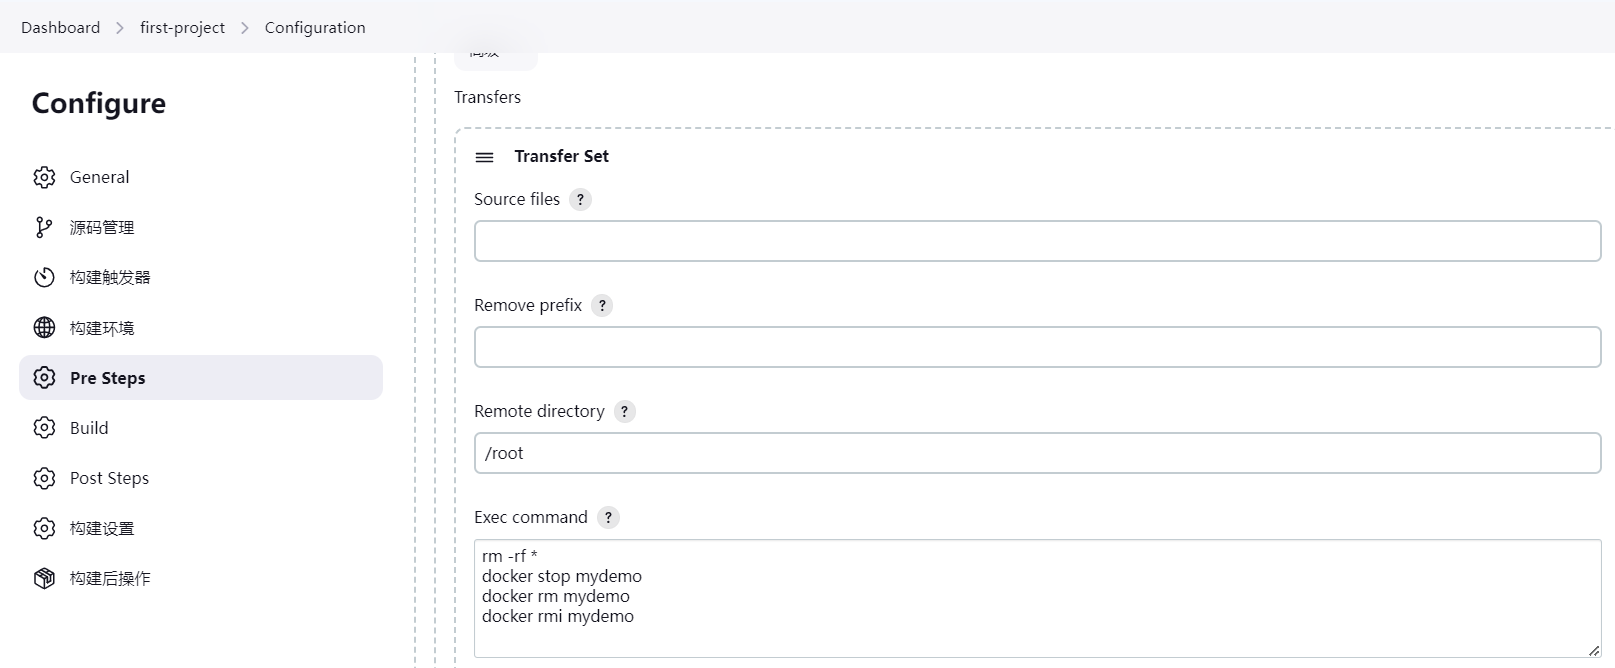 Dashboard > first-project > Configuration
Configure
General
源码管理
构建触发器
构建环境
Pre Steps
Build
Post Steps
构建设置
构建后操作
高级
Transfers
Transfer Set
Source files ?
Remove prefix ?
Remote directory ?
/root
Exec command ?
rm -rf *
docker stop mydemo
docker rm mydemo
docker rmi mydemo